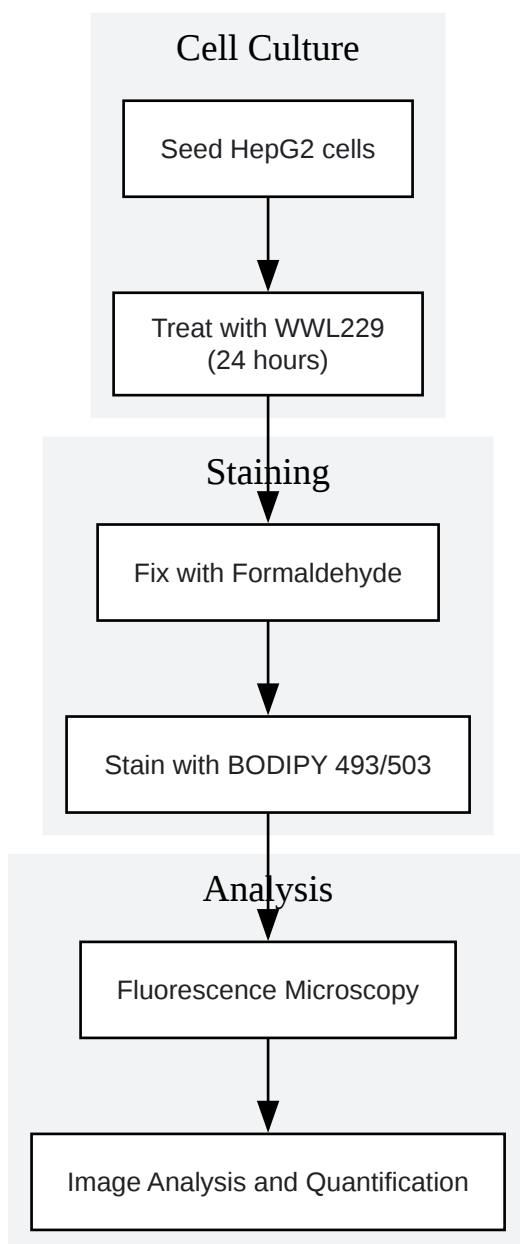 Cell Culture
Seed HepG2 cells
Treat with WWL229
(24 hours)
Staining
Fix with Formaldehyde
Stain with BODIPY 493/503
Analysis
Fluorescence Microscopy
Image Analysis and Quantification